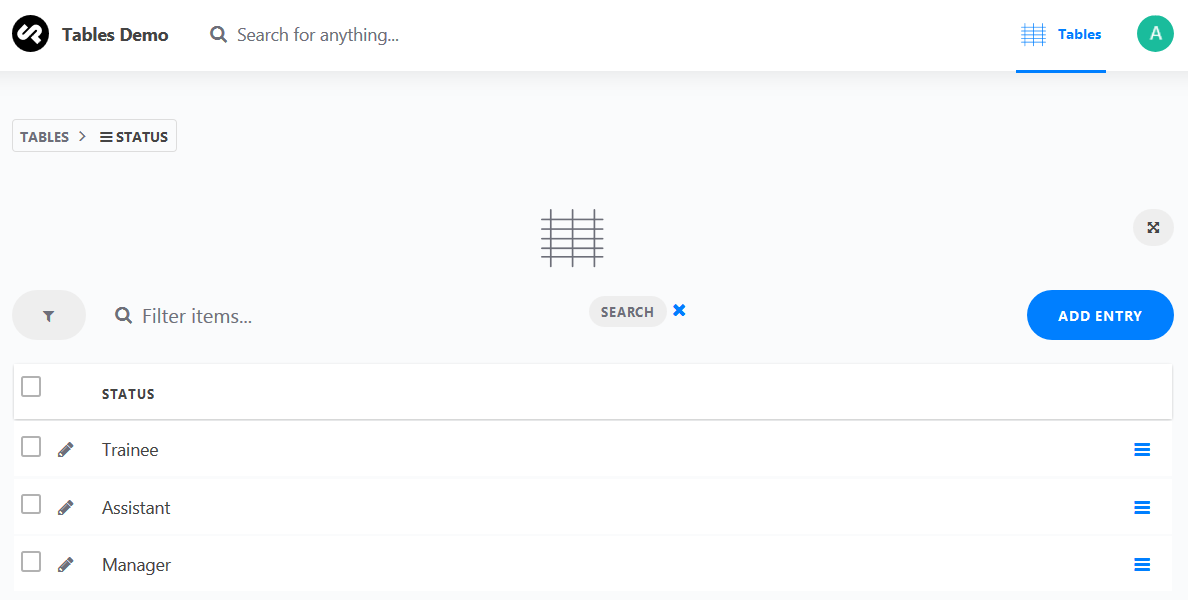 Tables Demo
Search for anything...
Tables
A
TABLES
STATUS
Filter items...
SEARCH
ADD ENTRY
STATUS
Trainee
Assistant
Manager